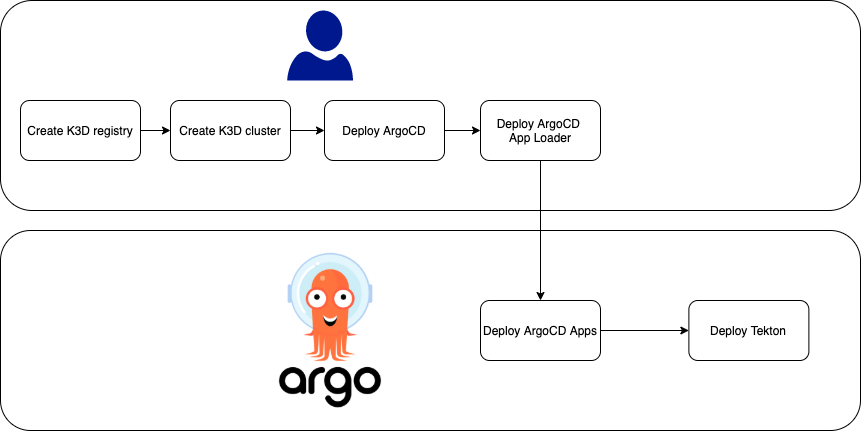 Create K3D registry
Create K3D cluster
Deploy ArgoCD
Deploy ArgoCD
App Loader
argo
Deploy ArgoCD Apps
Deploy Tekton